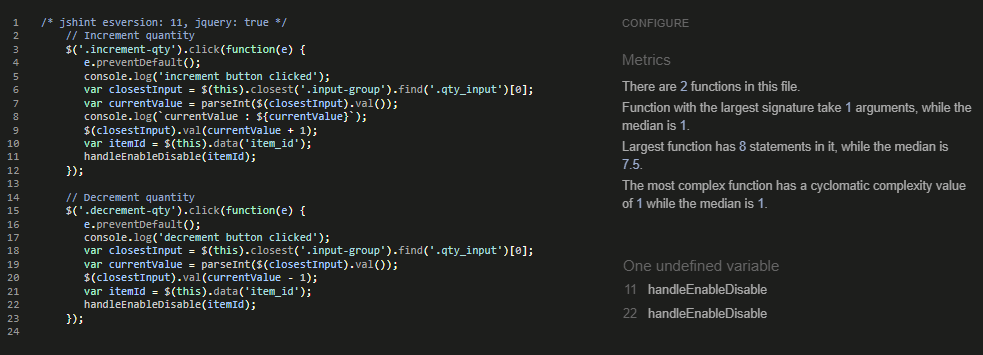 1 /* jshint esversion: 11, jquery: true */
2 // Increment quantity
3 $('.increment-qty').click(function(e) {
4 e.preventDefault();
5 console.log('increment button clicked');
6 var closestInput = $(this).closest('.input-group').find('.qty_input')[0];
7 var currentValue = parseInt($(closestInput).val());
8 console.log(`currentValue : ${currentValue}`);
9 $(closestInput).val(currentValue + 1);
10 var itemId = $(this).data('item_id');
11 handleEnableDisable(itemId);
12 });
13
14 // Decrement quantity
15 $('.decrement-qty').click(function(e) {
16 e.preventDefault();
17 console.log('decrement button clicked');
18 var closestInput = $(this).closest('.input-group').find('.qty_input')[0];
19 var currentValue = parseInt($(closestInput).val());
20 $(closestInput).val(currentValue - 1);
21 var itemId = $(this).data('item_id');
22 handleEnableDisable(itemId);
23 });
24
CONFIGURE
Metrics
There are 2 functions in this file.
Function with the largest signature take 1 arguments, while the
median is 1.
Largest function has 8 statements in it, while the median is
7.5.
The most complex function has a cyclomatic complexity value
of 1 while the median is 1.
One undefined variable
11 handleEnableDisable
22 handleEnableDisable